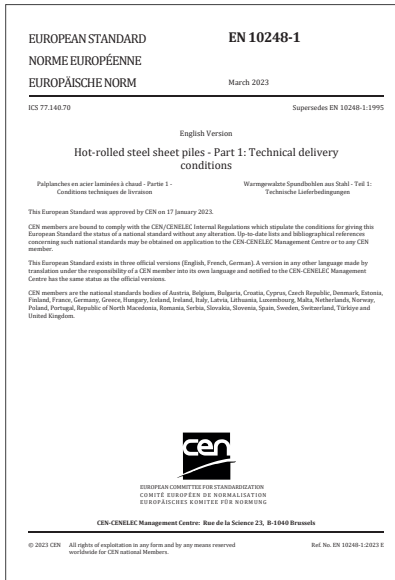 EUROPEAN STANDARD
NORME EUROPÉENNE
EUROPÄISCHE NORM
EN 10248-1
March 2023
ICS 77.140.70
Supersedes EN 10248-1:1995
English Version
Hot-rolled steel sheet piles - Part 1: Technical delivery
conditions
Palplanches en acier laminées à chaud - Partie 1 -
Conditions techniques de livraison
Warmgewalzte Spundbohlen aus Stahl - Teil 1:
Technische Lieferbedingungen
This European Standard was approved by CEN on 17 January 2023.
CEN members are bound to comply with the CEN/CENELEC Internal Regulations which stipulate the conditions for giving this
European Standard the status of a national standard without any alteration. Up-to-date lists and bibliographical references
concerning such national standards may be obtained on application to the CEN-CENELEC Management Centre or to any CEN
member.
This European Standard exists in three official versions (English, French, German). A version in any other language made by
translation under the responsibility of a CEN member into its own language and notified to the CEN-CENELEC Management
Centre has the same status as the official versions.
CEN members are the national standards bodies of Austria, Belgium, Bulgaria, Croatia, Cyprus, Czech Republic, Denmark, Estonia,
Finland, France, Germany, Greece, Hungary, Iceland, Ireland, Italy, Latvia, Lithuania, Luxembourg, Malta, Netherlands, Norway,
Poland, Portugal, Republic of North Macedonia, Romania, Serbia, Slovakia, Slovenia, Spain, Sweden, Switzerland, Türkiye and
United Kingdom.
cen
EUROPEAN COMMITTEE FOR STANDARDIZATION
COMITÉ EUROPÉEN DE NORMALISATION
EUROPÄISCHES KOMITEE FÜR NORMUNG
CEN-CENELEC Management Centre: Rue de la Science 23, B-1040 Brussels
© 2023 CEN All rights of exploitation in any form and by any means reserved
worldwide for CEN national Members.
Ref. No. EN 10248-1:2023 E